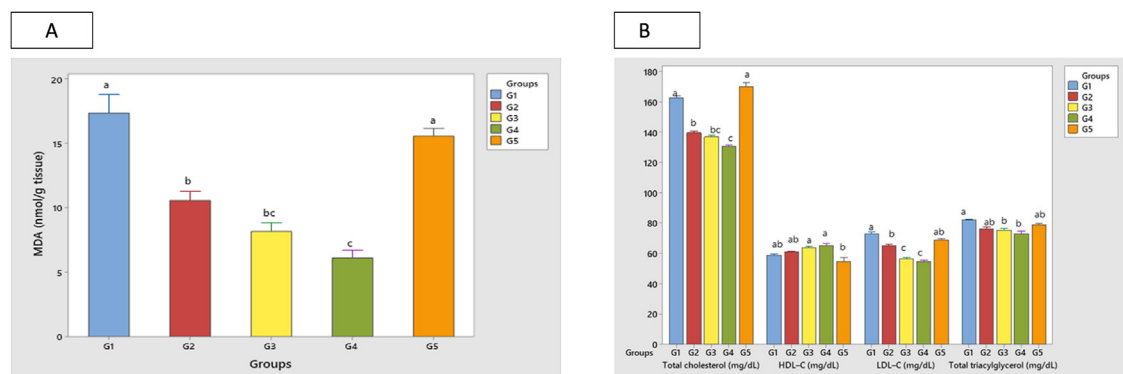 A
20
15
10
5
0
MDA (nmol/g tissue)
a
b
bc
c
a
G1
G2
G3
G4
G5
Groups
Groups
G1
G2
G3
G4
G5
B
180
160
140
120
100
80
60
40
20
0
a
b
bc
c
a
ab
ab
a
a
b
a
b
c
c
ab
a
ab
b
b
ab
Groups
G1 G2 G3 G4 G5 G1 G2 G3 G4 G5 G1 G2 G3 G4 G5 G1 G2 G3 G4 G5
Total cholesterol (mg/dL) HDL–C (mg/dL) LDL–C (mg/dL) Total triacylglycerol (mg/dL)
Groups
G1
G2
G3
G4
G5